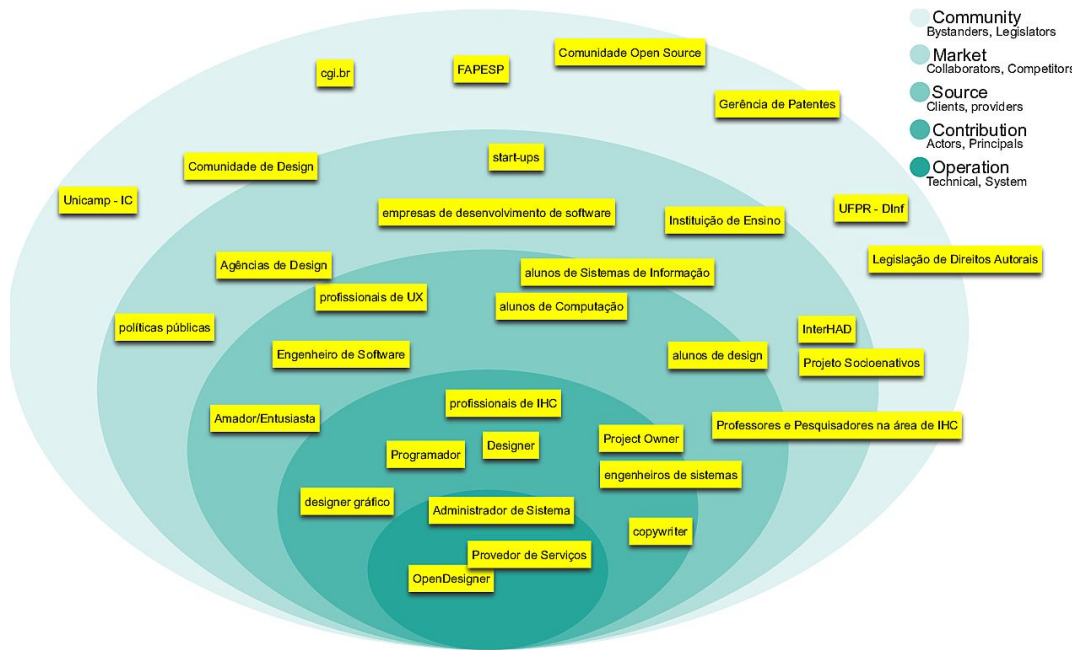 Community
Bystanders, Legislators
Market
Collaborators, Competitors
Source
Clients, providers
Contribution
Actors, Principals
Operation
Technical, System
cgi.br
FAPESP
Comunidade Open Source
Gerência de Patentes
Comunidade de Design
start-ups
Unicamp - IC
empresas de desenvolvimento de software
Instituição de Ensino
UFPR - DInf
Legislação de Direitos Autorais
Agências de Design
alunos de Sistemas de Informação
profissionais de UX
alunos de Computação
políticas públicas
InterHAD
Engenheiro de Software
alunos de design
Projeto Socioenativos
Amador/Entusiasta
profissionais de IHC
Professores e Pesquisadores na área de IHC
Programador
Designer
Project Owner
engenheiros de sistemas
designer gráfico
Administrador de Sistema
copywriter
Provedor de Serviços
OpenDesigner